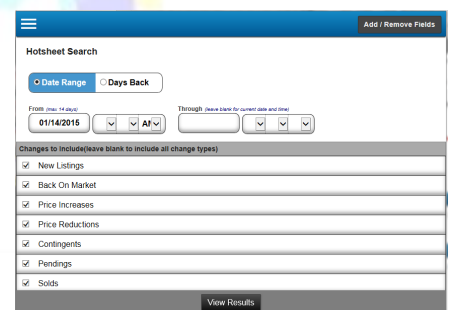 Add / Remove Fields
Hotsheet Search
Date Range Days Back
From (max 14 days) Through (leave blank for current date and time)
01/14/2015
Changes to include(leave blank to include all change types)
New Listings
Back On Market
Price Increases
Price Reductions
Contingents
Pendings
Solds
View Results